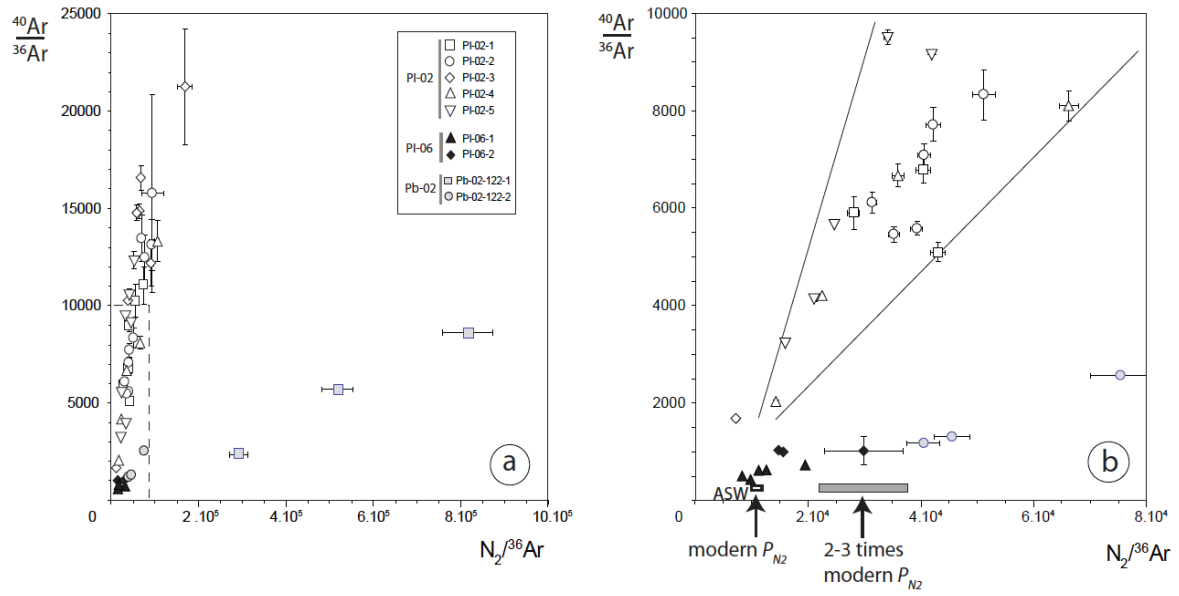 40Ar
36Ar
25000
20000
15000
10000
5000
0
2.10⁵
4.10⁵
6.10⁵
8.10⁵
10.10⁵
N₂/³⁶Ar
PI-02
PI-02-1
PI-02-2
PI-02-3
PI-02-4
PI-02-5
PI-06
PI-06-1
PI-06-2
Pb-02
Pb-02-122-1
Pb-02-122-2
a
40Ar
36Ar
10000
8000
6000
4000
2000
0
ASW
2.10⁴
4.10⁴
6.10⁴
8.10⁴
N₂/³⁶Ar
modern P_N2
2-3 times
modern P_N2
b